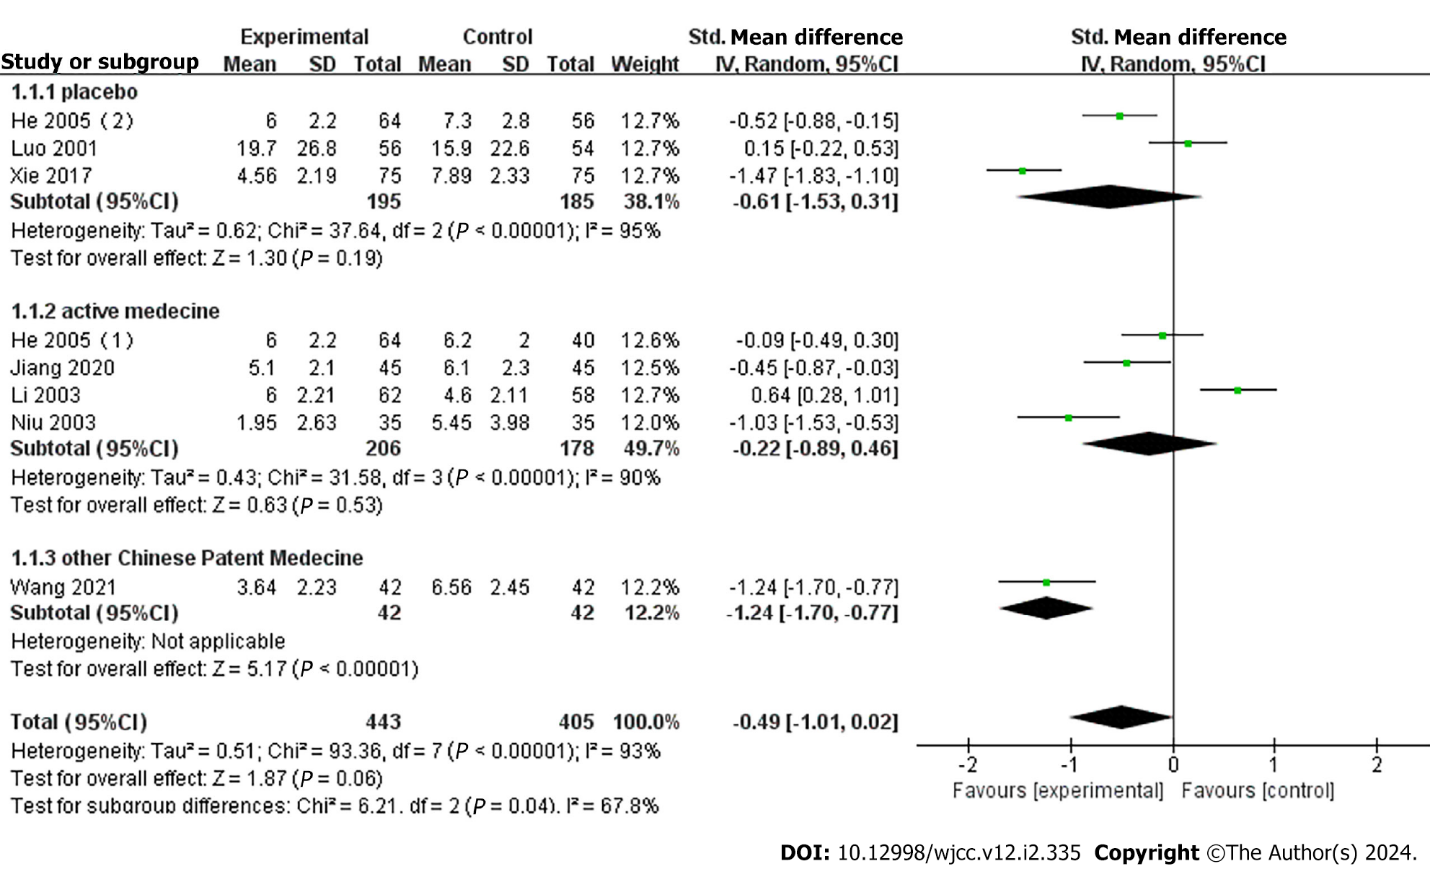 Experimental Control Std. Mean difference Std. Mean difference
Study or subgroup Mean SD Total Mean SD Total Weight IV, Random, 95%CI IV, Random, 95%CI
1.1.1 placebo
He 2005 (2) 6 2.2 64 7.3 2.8 56 12.7% -0.52 [-0.88, -0.15]
Luo 2001 19.7 26.8 56 15.9 22.6 54 12.7% 0.15 [-0.22, 0.53]
Xie 2017 4.56 2.19 75 7.89 2.33 75 12.7% -1.47 [-1.83, -1.10]
Subtotal (95%CI) 195 185 38.1% -0.61 [-1.53, 0.31]
Heterogeneity: Tau² = 0.62; Chi² = 37.64, df = 2 (P < 0.00001); I² = 95%
Test for overall effect: Z = 1.30 (P = 0.19)
1.1.2 active medecine
He 2005 (1) 6 2.2 64 6.2 2 40 12.6% -0.09 [-0.49, 0.30]
Jiang 2020 5.1 2.1 45 6.1 2.3 45 12.5% -0.45 [-0.87, -0.03]
Li 2003 6 2.21 62 4.6 2.11 58 12.7% 0.64 [0.28, 1.01]
Niu 2003 1.95 2.63 35 5.45 3.98 35 12.0% -1.03 [-1.53, -0.53]
Subtotal (95%CI) 206 178 49.7% -0.22 [-0.89, 0.46]
Heterogeneity: Tau² = 0.43; Chi² = 31.58, df = 3 (P < 0.00001); I² = 90%
Test for overall effect: Z = 0.63 (P = 0.53)
1.1.3 other Chinese Patent Medecine
Wang 2021 3.64 2.23 42 6.56 2.45 42 12.2% -1.24 [-1.70, -0.77]
Subtotal (95%CI) 42 42 12.2% -1.24 [-1.70, -0.77]
Heterogeneity: Not applicable
Test for overall effect: Z = 5.17 (P < 0.00001)
Total (95%CI) 443 405 100.0% -0.49 [-1.01, 0.02]
Heterogeneity: Tau² = 0.51; Chi² = 93.36, df = 7 (P < 0.00001); I² = 93%
Test for overall effect: Z = 1.87 (P = 0.06)
Test for subgroup differences: Chi² = 6.21. df = 2 (P = 0.04). I² = 67.8%
-2 -1 0 1 2
Favours [experimental] Favours [control]
DOI: 10.12998/wjcc.v12.i2.335 Copyright ©The Author(s) 2024.